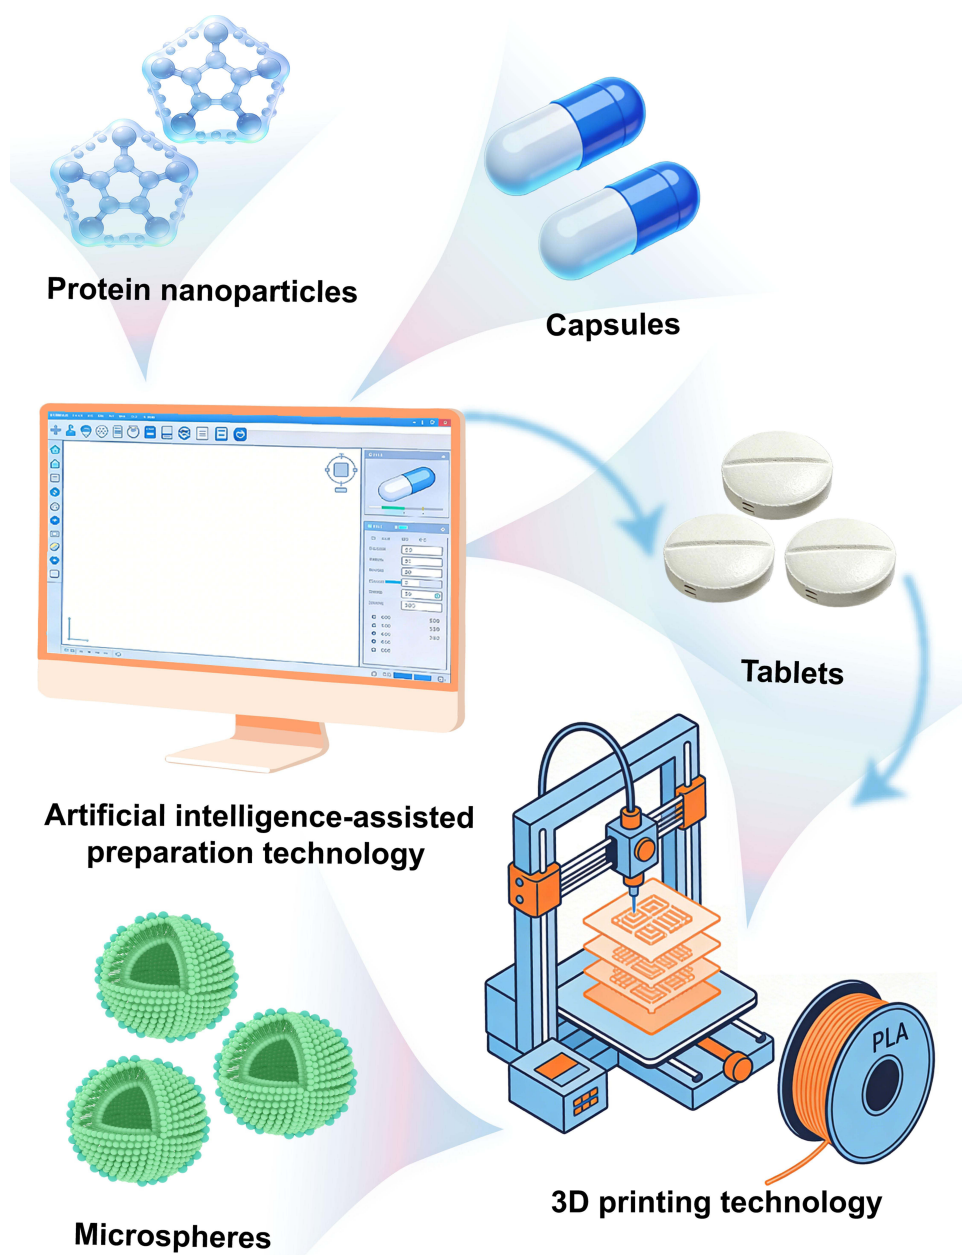 Protein nanoparticles
Capsules
Tablets
Artificial intelligence-assisted
preparation technology
PLA
3D printing technology
Microspheres